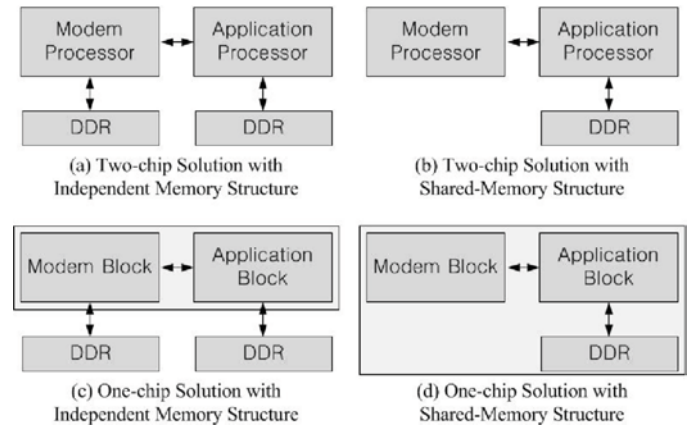 Modem
Processor
Application
Processor
DDR
DDR
(a) Two-chip Solution with
Independent Memory Structure
Modem
Processor
Application
Processor
DDR
(b) Two-chip Solution with
Shared-Memory Structure
Modem Block
Application
Block
DDR
DDR
(c) One-chip Solution with
Independent Memory Structure
Modem Block
Application
Block
DDR
(d) One-chip Solution with
Shared-Memory Structure